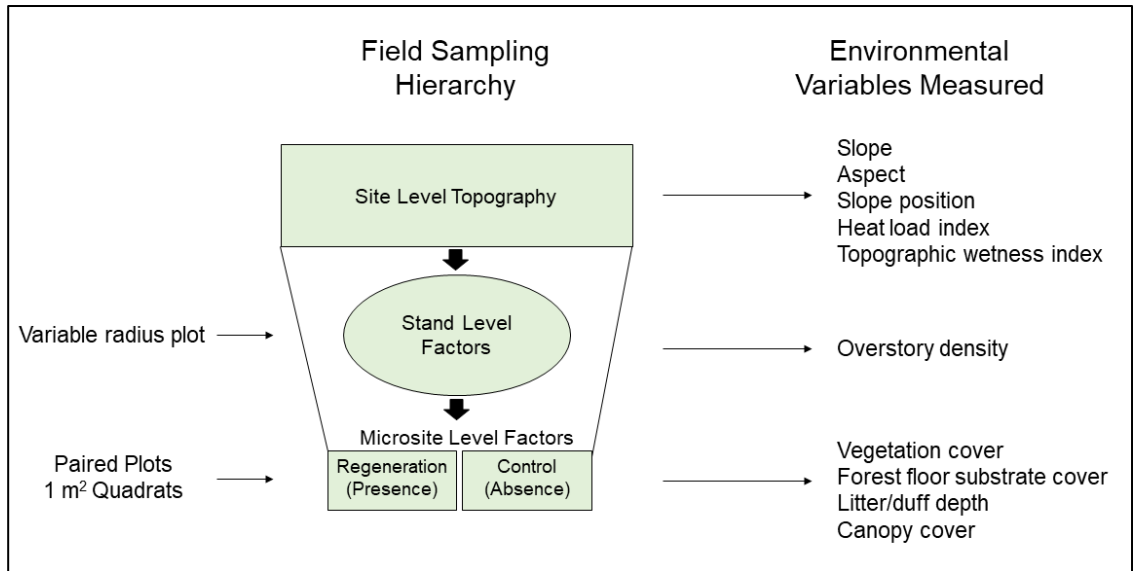 Field Sampling
Hierarchy
Environmental
Variables Measured
Site Level Topography
Slope
Aspect
Slope position
Heat load index
Topographic wetness index
Variable radius plot
Stand Level
Factors
Overstory density
Microsite Level Factors
Paired Plots
1 m² Quadrats
Regeneration
(Presence)
Control
(Absence)
Vegetation cover
Forest floor substrate cover
Litter/duff depth
Canopy cover